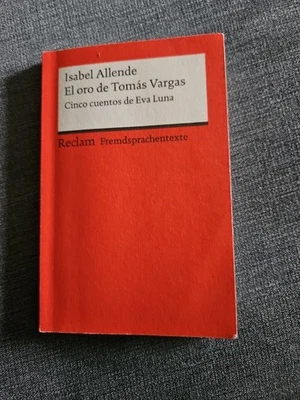 Isabel Allende
El oro de Tomás Vargas
Cinco cuentos de Eva Luna
Reclam Fremdsprachentexte